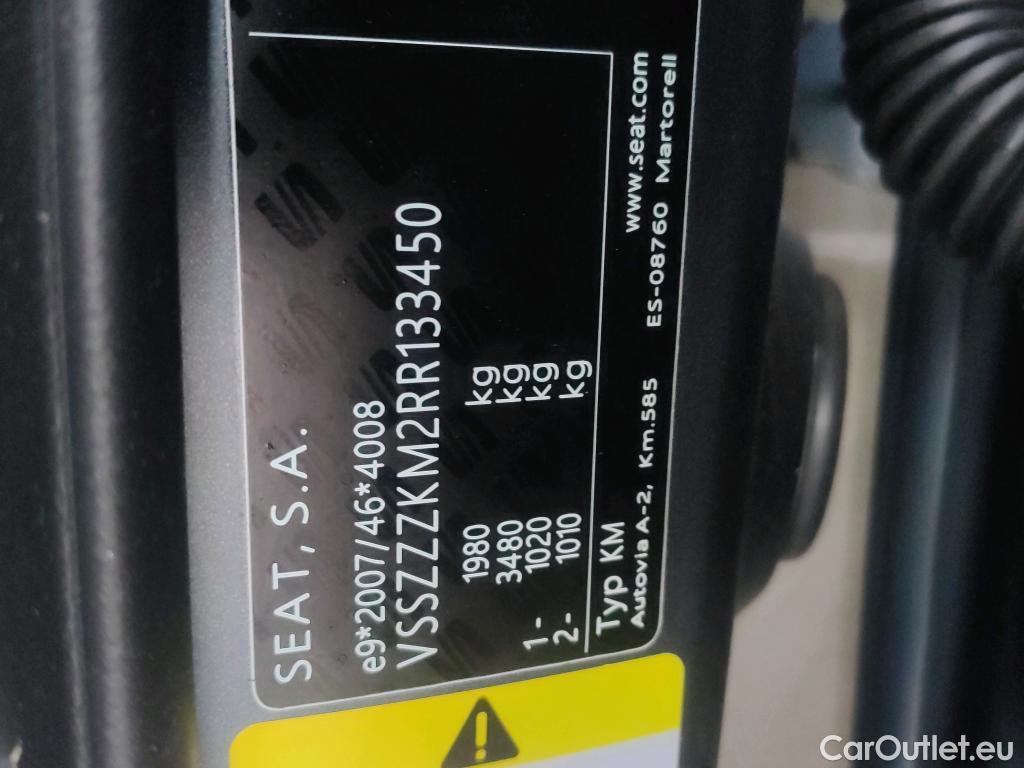 SEAT, S.A.
e9*2007/46*4008
VSSZZZKM2RR133450
1980 kg
3480 kg
1- 1020 kg
2- 1010 kg
Typ KM www.seat.com
Autovia A-2, Km.585 ES-08760 Martorell
CarOutlet.eu